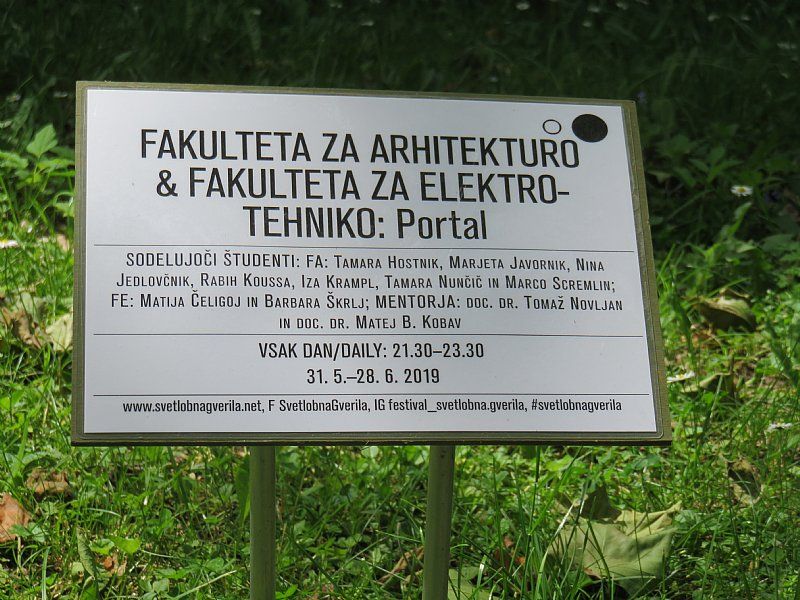 FAKULTETA ZA ARHITEKTURO
& FAKULTETA ZA ELEKTRO-
TEHNIKO: Portal
SODELUJOČI ŠTUDENTI: FA: TAMARA HOSTNIK, MARJETA JAVORNIK, NINA
JEDLOVČNIK, RABIH KOUSSA, IZA KRAMPL, TAMARA NUNČIČ IN MARCO SCREMLIN;
FE: MATIJA ČELIGOJ IN BARBARA ŠKRLJ; MENTORJA: DOC. DR. TOMAŽ NOVLJAN
IN DOC. DR. MATEJ B. KOBAV
VSAK DAN/DAILY: 21.30–23.30
31. 5.–28. 6. 2019
www.svetlobnagverila.net, F SvetlobnaGverila, IG festival_svetlobna.gverila, #svetlobnagverila